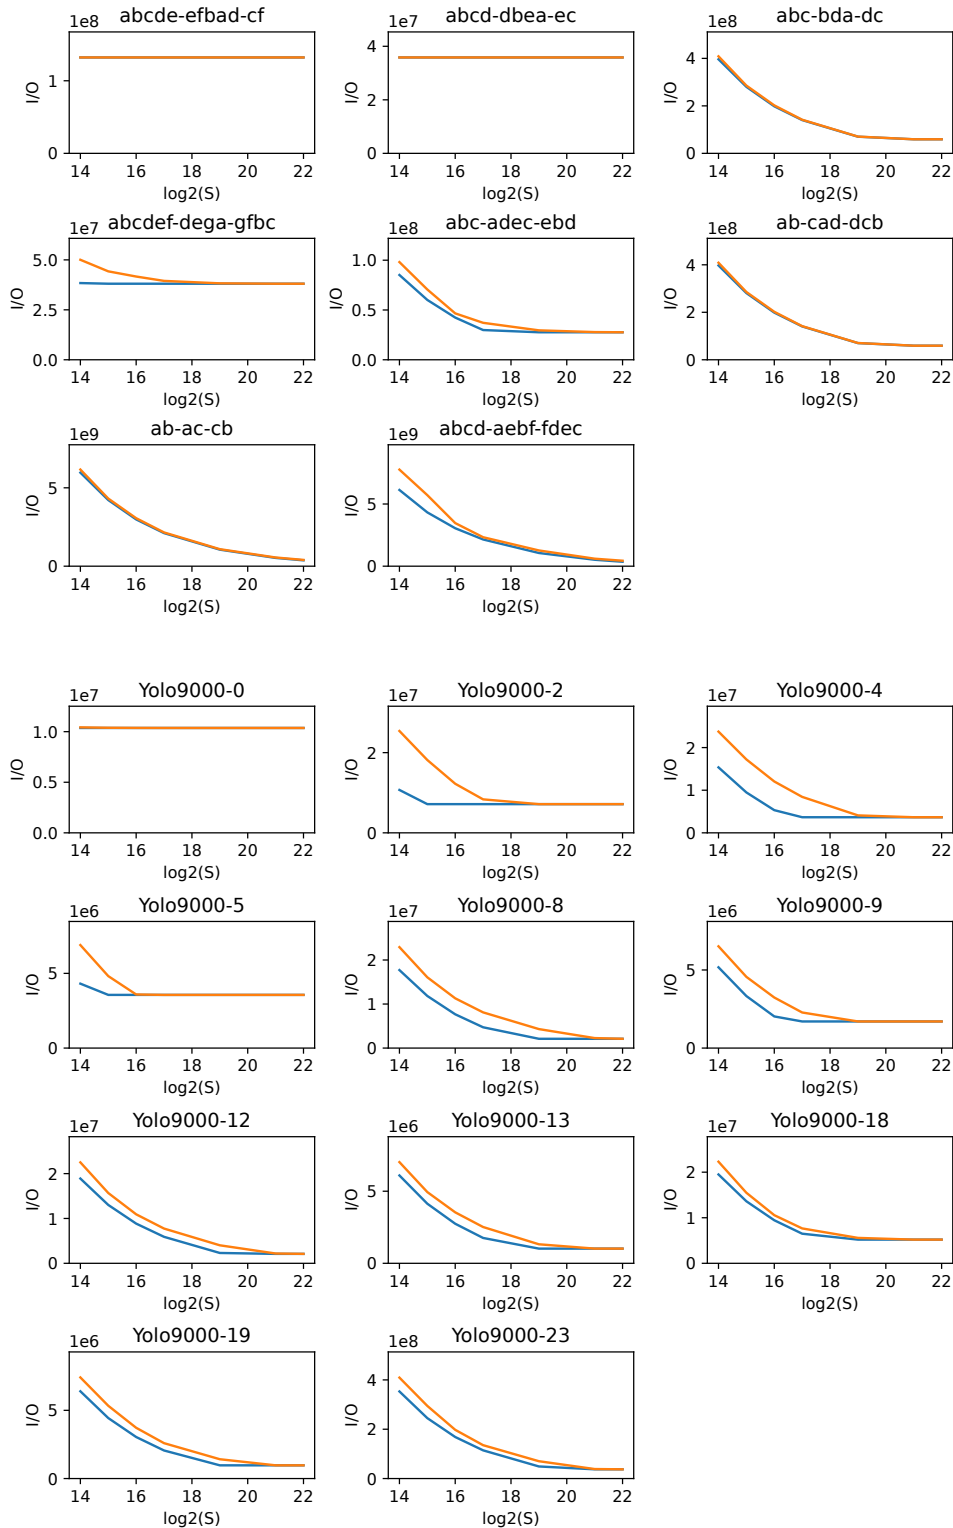 abcde-efbad-cf
1e8
I/O
1
0
14 16 18 20 22
log2(S)
abcd-dbea-ec
1e7
I/O
4
2
0
14 16 18 20 22
log2(S)
abc-bda-dc
1e8
I/O
4
2
0
14 16 18 20 22
log2(S)
abcdef-dega-gfbc
1e7
I/O
5.0
2.5
0.0
14 16 18 20 22
log2(S)
abc-adec-ebd
1e8
I/O
1.0
0.5
0.0
14 16 18 20 22
log2(S)
ab-cad-dcb
1e8
I/O
4
2
0
14 16 18 20 22
log2(S)
ab-ac-cb
1e9
I/O
5
0
14 16 18 20 22
log2(S)
abcd-aebf-fdec
1e9
I/O
5
0
14 16 18 20 22
log2(S)
Yolo9000-0
1e7
I/O
1.0
0.5
0.0
14 16 18 20 22
log2(S)
Yolo9000-2
1e7
I/O
2
0
14 16 18 20 22
log2(S)
Yolo9000-4
1e7
I/O
2
1
0
14 16 18 20 22
log2(S)
Yolo9000-5
1e6
I/O
5
0
14 16 18 20 22
log2(S)
Yolo9000-8
1e7
I/O
2
1
0
14 16 18 20 22
log2(S)
Yolo9000-9
1e6
I/O
5
0
14 16 18 20 22
log2(S)
Yolo9000-12
1e7
I/O
2
1
0
14 16 18 20 22
log2(S)
Yolo9000-13
1e6
I/O
5
0
14 16 18 20 22
log2(S)
Yolo9000-18
1e7
I/O
2
1
0
14 16 18 20 22
log2(S)
Yolo9000-19
1e6
I/O
5
0
14 16 18 20 22
log2(S)
Yolo9000-23
1e8
I/O
4
2
0
14 16 18 20 22
log2(S)